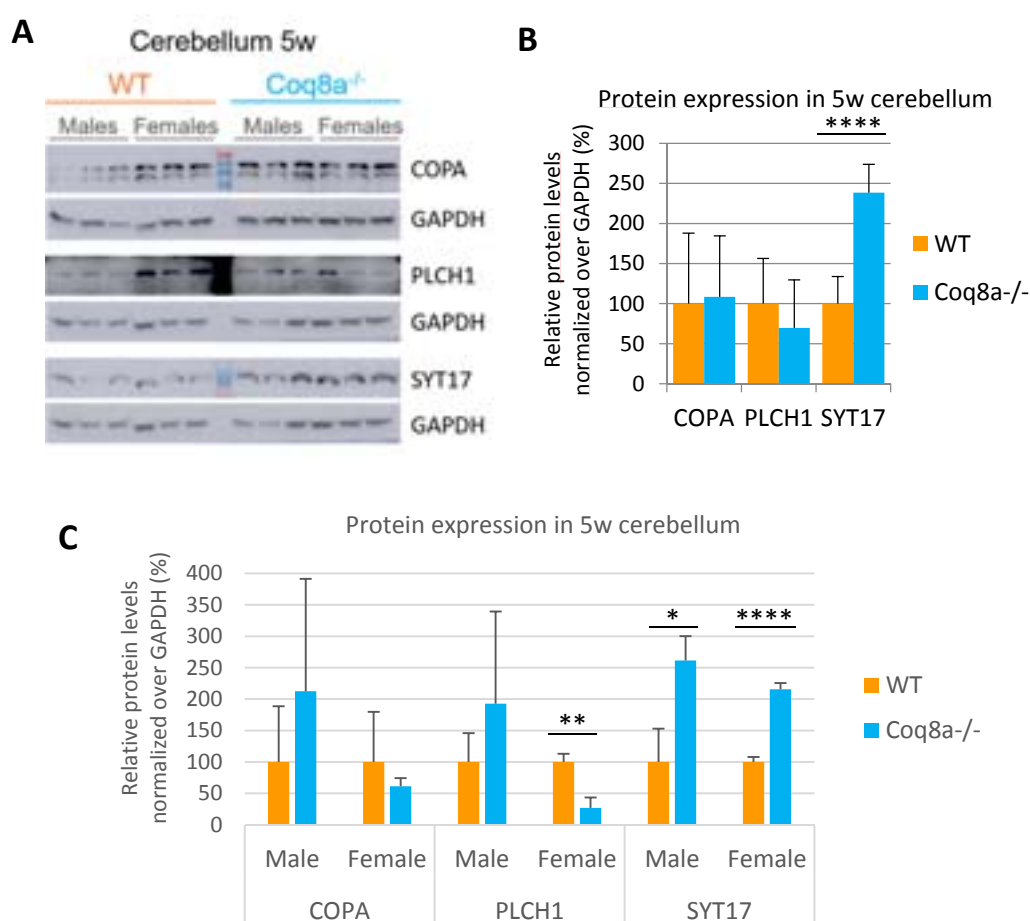 A
Cerebellum 5w
WT Coq8a-/-
Males Females Males Females
COPA
GAPDH
PLCH1
GAPDH
SYT17
GAPDH
B
Protein expression in 5w cerebellum
****
Relative protein levels
normalized over GAPDH (%)
300
250
200
150
100
50
0
COPA PLCH1 SYT17
WT
Coq8a-/-
C
Protein expression in 5w cerebellum
Relative protein levels
normalized over GAPDH (%)
400
350
300
250
200
150
100
50
0
**
*
****
Male Female Male Female Male Female
COPA PLCH1 SYT17
WT
Coq8a-/-